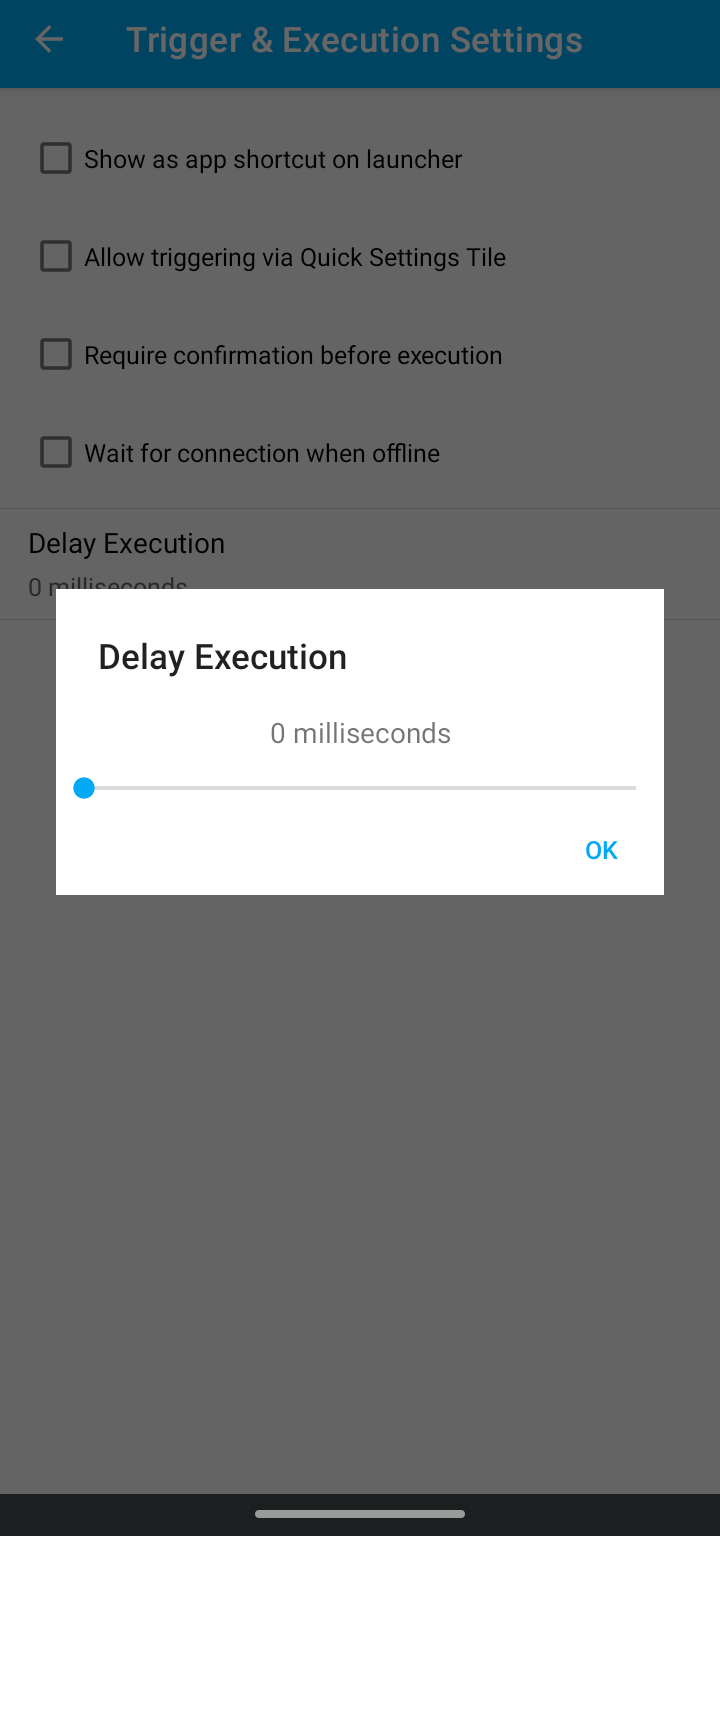 Trigger & Execution Settings
Show as app shortcut on launcher
Allow triggering via Quick Settings Tile
Require confirmation before execution
Wait for connection when offline
Delay Execution
0 milliseconds
Delay Execution
0 milliseconds
OK